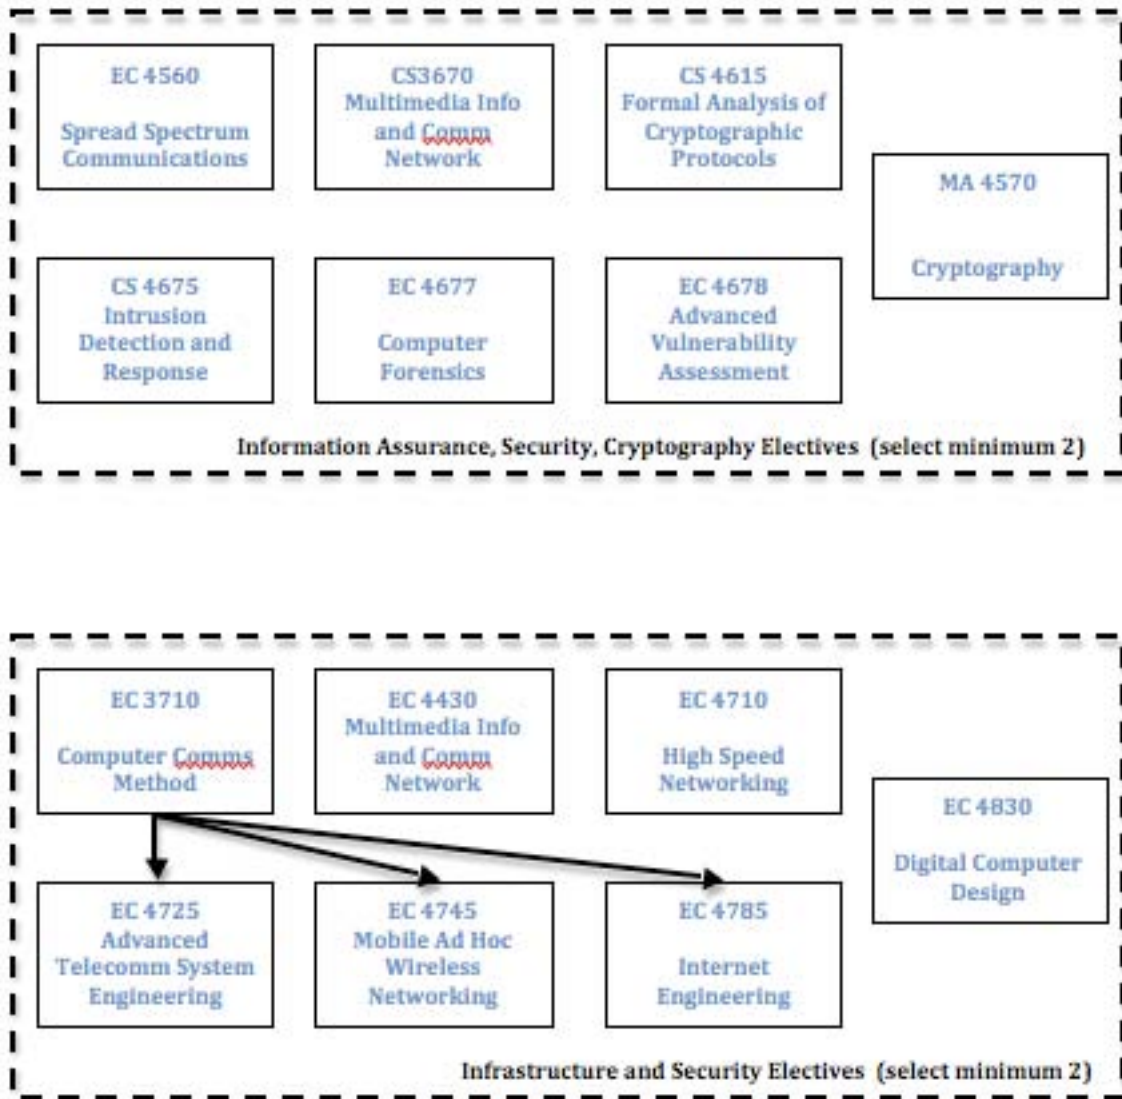 EC 4560
Spread Spectrum
Communications
CS3670
Multimedia Info
and Comm
Network
CS 4615
Formal Analysis of
Cryptographic
Protocols
MA 4570
Cryptography
CS 4675
Intrusion
Detection and
Response
EC 4677
Computer
Forensics
EC 4678
Advanced
Vulnerability
Assessment
Information Assurance, Security, Cryptography Electives (select minimum 2)
EC 3710
Computer Comms
Method
EC 4430
Multimedia Info
and Comm
Network
EC 4710
High Speed
Networking
EC 4830
Digital Computer
Design
EC 4725
Advanced
Telecomm System
Engineering
EC 4745
Mobile Ad Hoc
Wireless
Networking
EC 4785
Internet
Engineering
Infrastructure and Security Electives (select minimum 2)